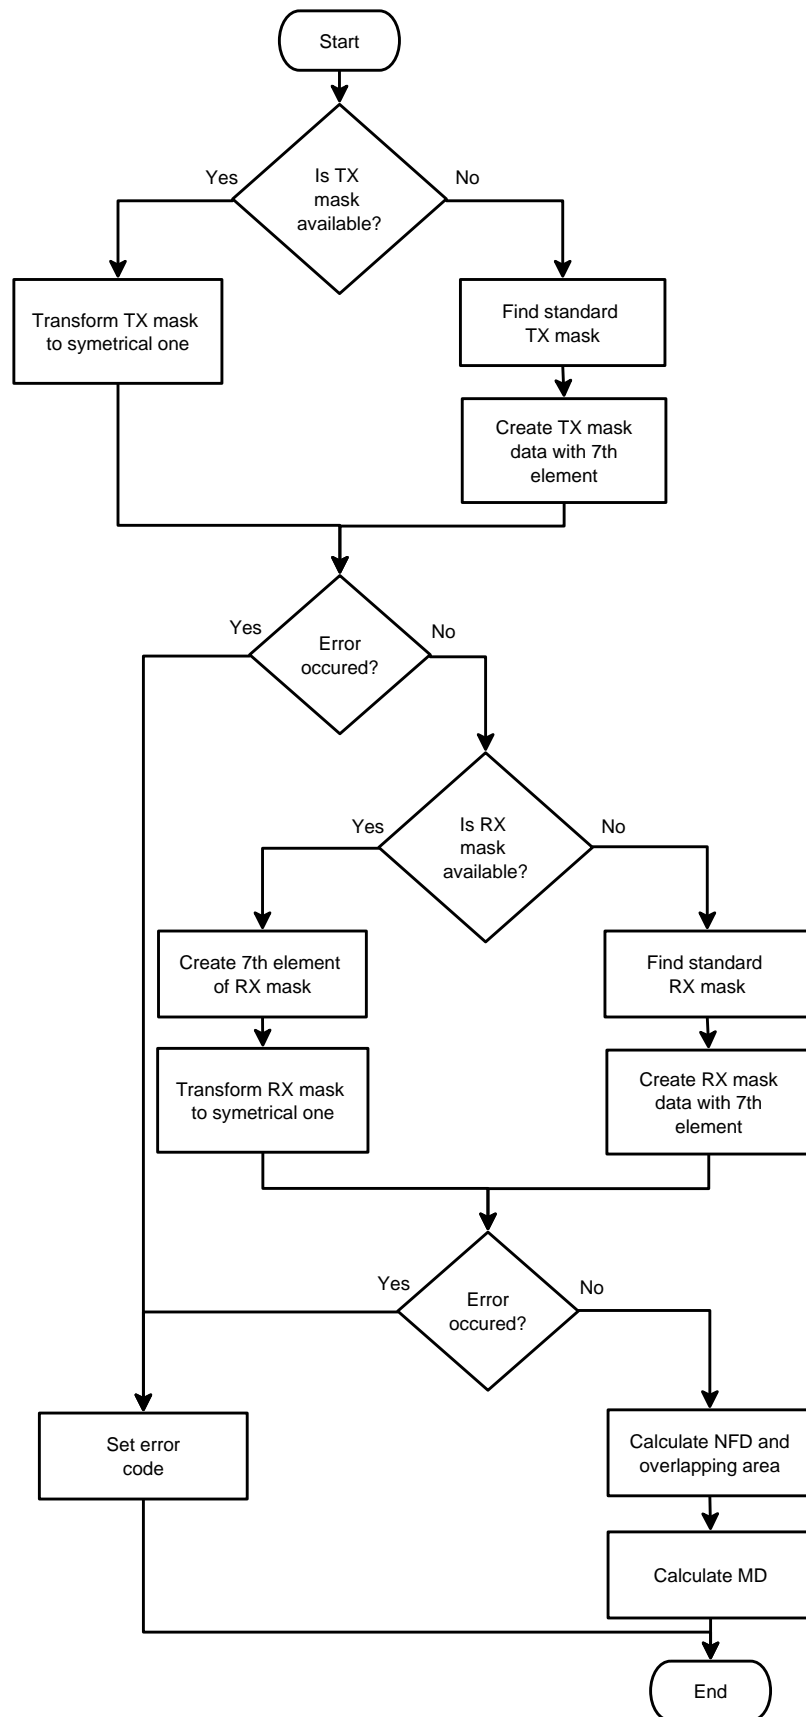 Start
Is TX
mask
available?
Yes
No
Transform TX mask
to symetrical one
Find standard
TX mask
Create TX mask
data with 7th
element
Error
occured?
Yes
No
Is RX
mask
available?
Yes
No
Create 7th element
of RX mask
Find standard
RX mask
Transform RX mask
to symetrical one
Create RX mask
data with 7th
element
Error
occured?
Yes
No
Set error
code
Calculate NFD and
overlapping area
Calculate MD
End